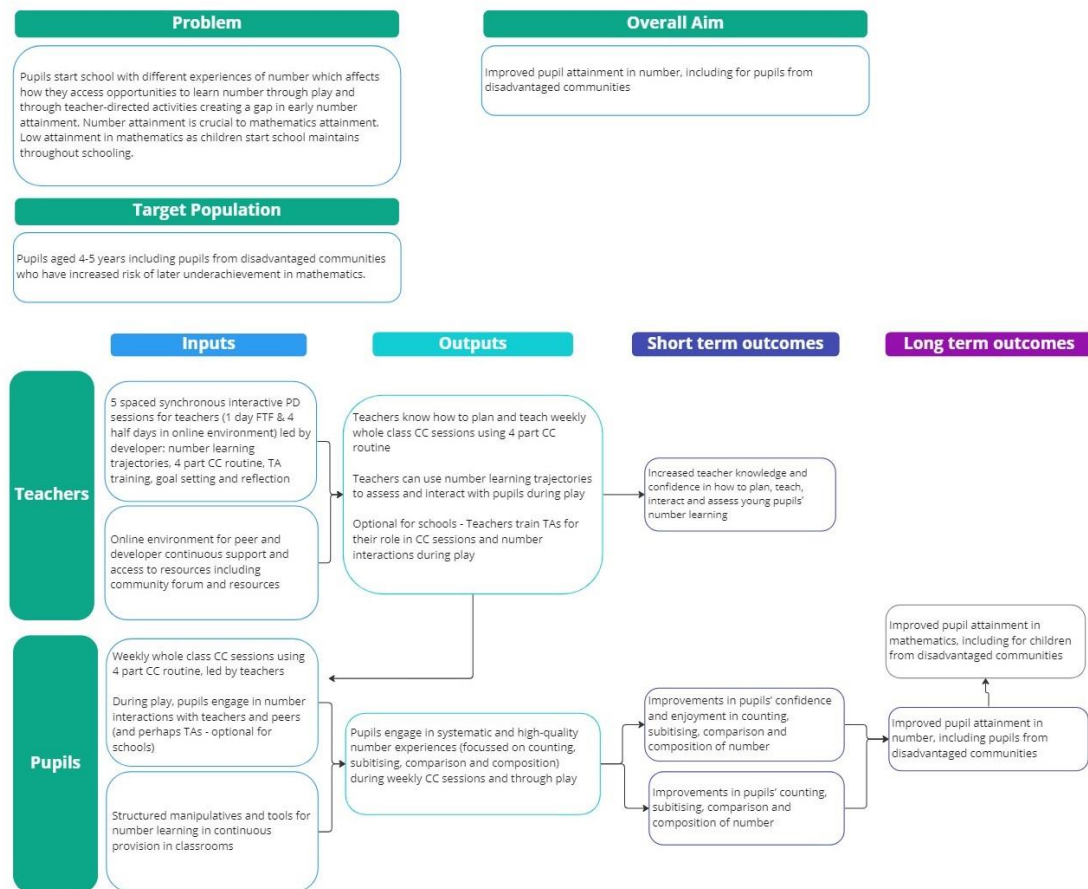 Problem
Pupils start school with different experiences of number which affects
how they access opportunities to learn number through play and
through teacher-directed activities creating a gap in early number
attainment. Number attainment is crucial to mathematics attainment.
Low attainment in mathematics as children start school maintains
throughout schooling.
Overall Aim
Improved pupil attainment in number, including for pupils from
disadvantaged communities
Target Population
Pupils aged 4-5 years including pupils from disadvantaged communities
who have increased risk of later underachievement in mathematics.
Inputs
Outputs
Short term outcomes
Long term outcomes
Teachers
5 spaced synchronous interactive PD
sessions for teachers (1 day FTF & 4
half days in online environment) led by
developer: number learning
trajectories, 4 part CC routine, TA
training, goal setting and reflection
Online environment for peer and
developer continuous support and
access to resources including
community forum and resources
Teachers know how to plan and teach weekly
whole class CC sessions using 4 part CC
routine
Teachers can use number learning trajectories
to assess and interact with pupils during play
Optional for schools - Teachers train TAs for
their role in CC sessions and number
interactions during play
Increased teacher knowledge and
confidence in how to plan, teach,
interact and assess young pupils'
number learning
Pupils
Weekly whole class CC sessions using
4 part CC routine, led by teachers
During play, pupils engage in number
interactions with teachers and peers
(and perhaps TAs - optional for
schools)
Structured manipulatives and tools for
number learning in continuous
provision in classrooms
Pupils engage in systematic and high-quality
number experiences (focussed on counting,
subitising, comparison and composition)
during weekly CC sessions and through play
Improvements in pupils' confidence
and enjoyment in counting,
subitising, comparison and
composition of number
Improvements in pupils' counting,
subitising, comparison and
composition of number
Improved pupil attainment in
mathematics, including for children
from disadvantaged communities
Improved pupil attainment in
number, including pupils from
disadvantaged communities